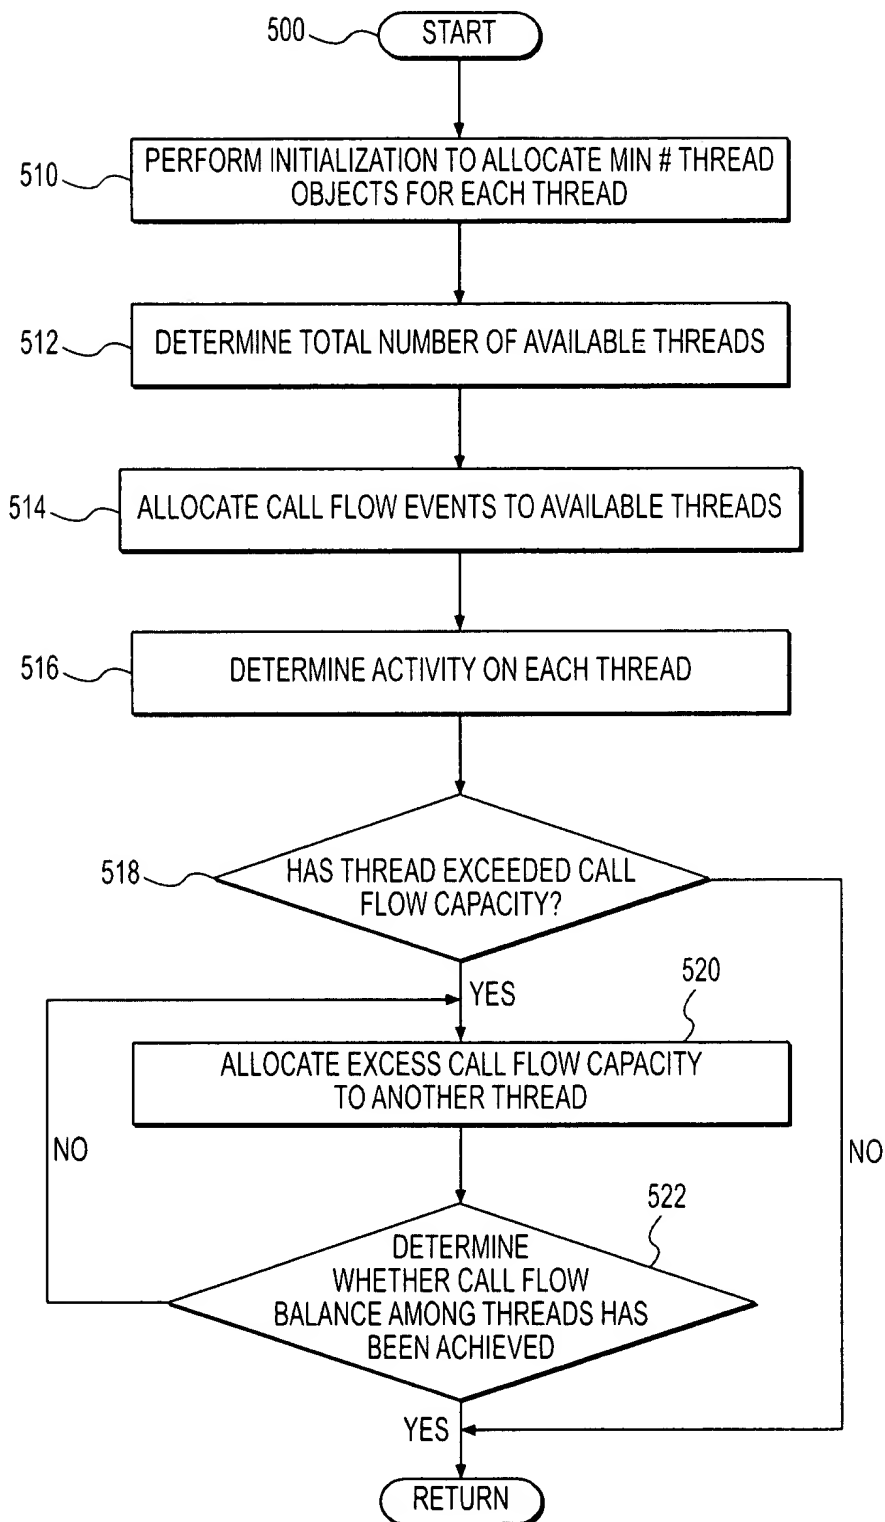 500
START
510
PERFORM INITIALIZATION TO ALLOCATE MIN # THREAD
OBJECTS FOR EACH THREAD
512
DETERMINE TOTAL NUMBER OF AVAILABLE THREADS
514
ALLOCATE CALL FLOW EVENTS TO AVAILABLE THREADS
516
DETERMINE ACTIVITY ON EACH THREAD
518
HAS THREAD EXCEEDED CALL
FLOW CAPACITY?
YES
520
ALLOCATE EXCESS CALL FLOW CAPACITY
TO ANOTHER THREAD
NO
NO
522
DETERMINE
WHETHER CALL FLOW
BALANCE AMONG THREADS HAS
BEEN ACHIEVED
YES
RETURN